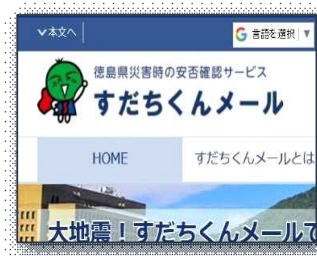 ∨本文へ
G 言語を選択 ▼
徳島県災害時の安否確認サービス
すだちくんメール
HOME すだちくんメールとは
大地震！すだちくんメールで